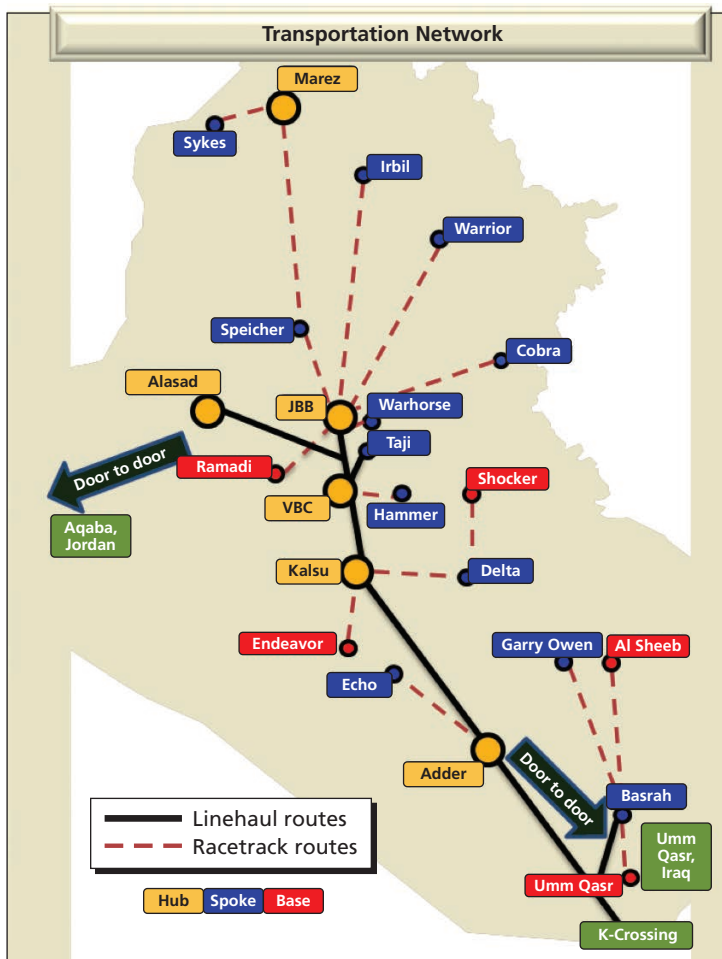 Transportation Network
Marez
Sykes
Irbil
Warrior
Speicher
Cobra
Alasad
JBB
Warhorse
Taji
Door to door
Ramadi
Shocker
VBC
Hammer
Aqaba,
Jordan
Kalsu
Delta
Endeavor
Garry Owen
Al Sheeb
Echo
Adder
Door to door
Basrah
Linehaul routes
Racetrack routes
Umm
Qasr,
Iraq
Umm Qasr
Hub Spoke Base
K-Crossing